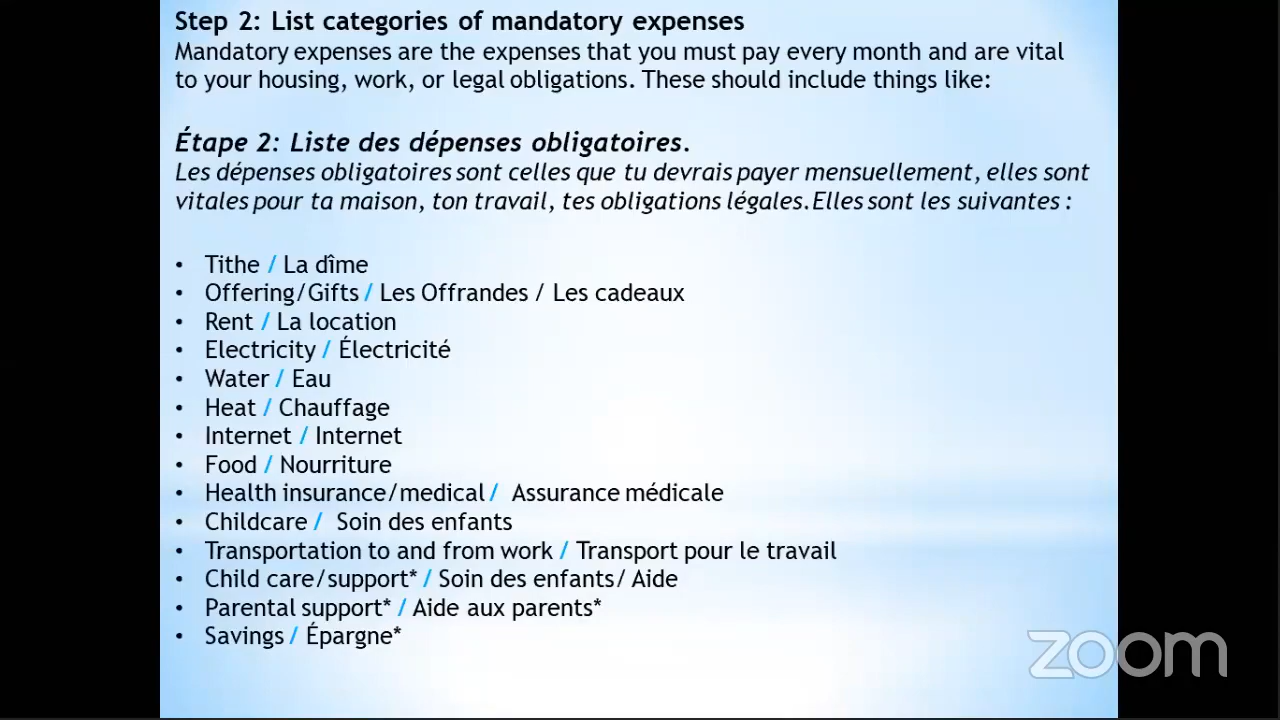 Step 2: List categories of mandatory expenses
Mandatory expenses are the expenses that you must pay every month and are vital
to your housing, work, or legal obligations. These should include things like:
Étape 2: Liste des dépenses obligatoires.
Les dépenses obligatoires sont celles que tu devrais payer mensuellement, elles sont
vitales pour ta maison, ton travail, tes obligations légales.Elles sont les suivantes :
• Tithe / La dîme
• Offering/Gifts / Les Offrandes / Les cadeaux
• Rent / La location
• Electricity / Électricité
• Water / Eau
• Heat / Chauffage
• Internet / Internet
• Food / Nourriture
• Health insurance/medical / Assurance médicale
• Childcare / Soin des enfants
• Transportation to and from work / Transport pour le travail
• Child care/support* / Soin des enfants/ Aide
• Parental support* / Aide aux parents*
• Savings / Épargne*
zoom